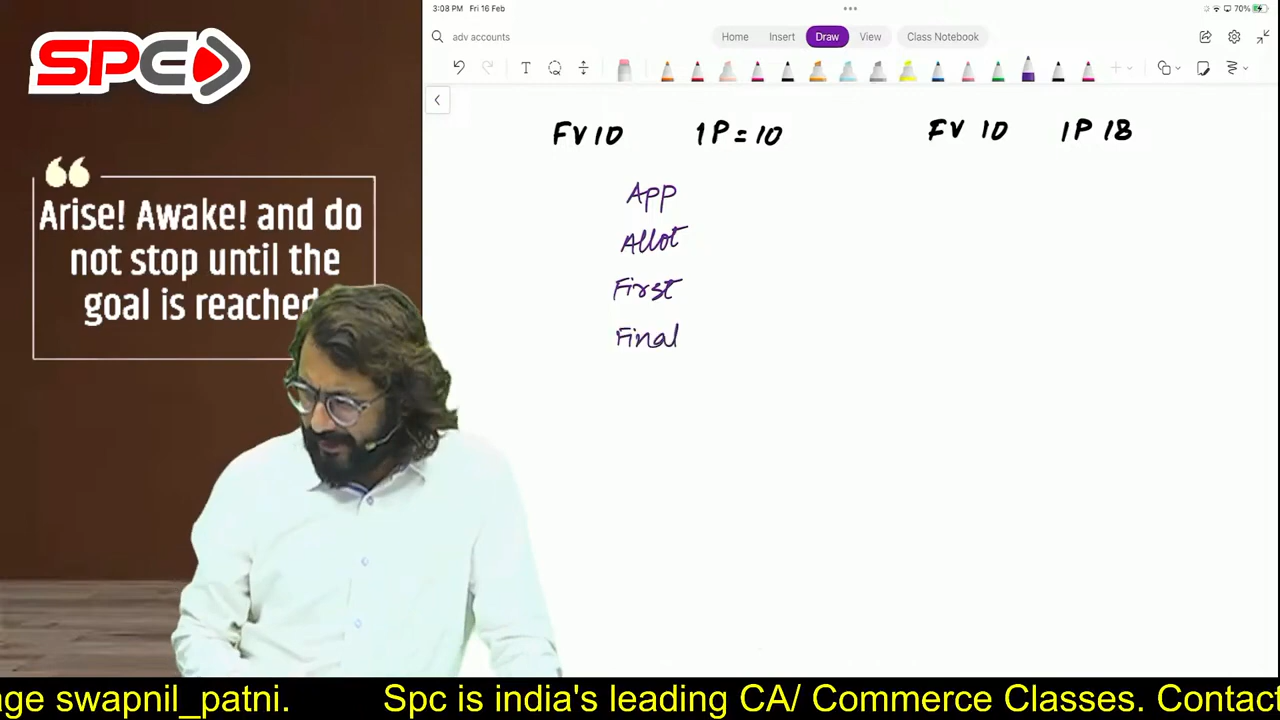 3:08 PM Fri 16 Feb
70%
adv accounts
Home Insert Draw View Class Notebook
SPC
Arise! Awake! and do
not stop until the
goal is reached
FV 10 IP = 10 FV 10 IP 18
App
Allot
First
Final
age swapnil_patni. Spc is india's leading CA/ Commerce Classes. Contact